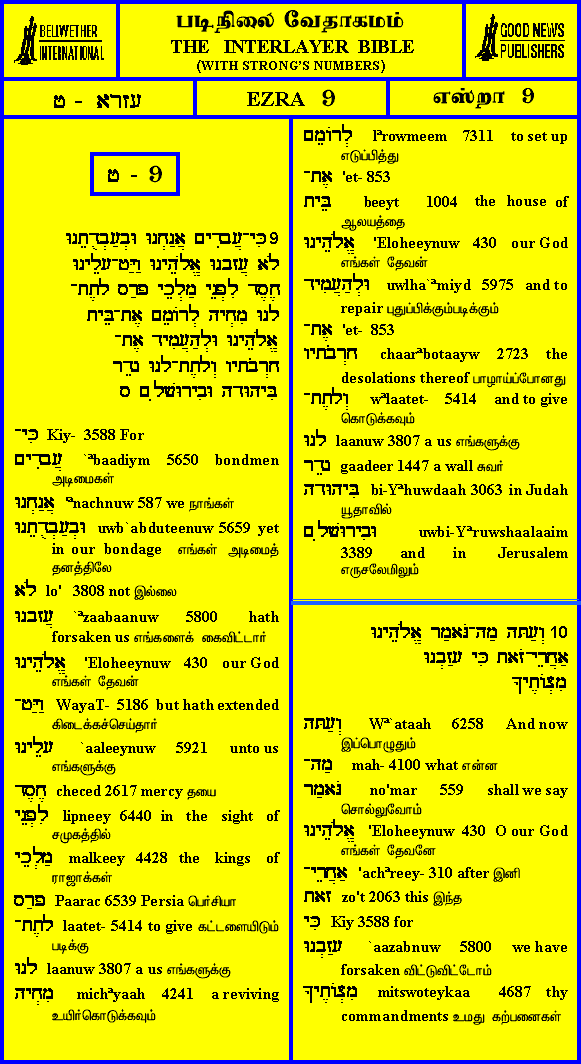 BELLWETHER
INTERNATIONAL
படிநிலை வேதாகமம்
THE INTERLAYER BIBLE
(WITH STRONG'S NUMBERS)
GOOD NEWS
PUBLISHERS
עזרא - ט
EZRA 9
எஸ்றா 9
ט - 9
9 כִּי־עֲבָדִים אֲנַחְנוּ וּבְעַבְדֻתֵנוּ
לֹא עֲזָבָנוּ אֱלֹהֵינוּ וַיַּט־עָלֵינוּ
חֶסֶד לִפְנֵי מַלְכֵי פָרַס לָתֶת־
לָנוּ מִחְיָה לְרוֹמֵם אֶת־בֵּית
אֱלֹהֵינוּ וּלְהַעֲמִיד אֶת־
חָרְבֹתָיו וְלָתֶת־לָנוּ גָדֵר
בִּיהוּדָה וּבִירוּשָׁלִָם ס
כִּי־ Kiy- 3588 For
עֲבָדִים `ªbaadiym 5650 bondmen
அடிமைகள்
אֲנַחְנוּ 'ªnachnuw 587 we நாங்கள்
וּבְעַבְדֻתֵנוּ uwb`abduteenuw 5659 yet
in our bondage எங்கள் அடிமைத்
தனத்திலே
לֹא lo' 3808 not இல்லை
עֲזָבָנוּ `ªzaabaanuw 5800 hath
forsaken us எங்களைக் கைவிட்டார்
אֱלֹהֵינוּ 'Eloheeynuw 430 our God
எங்கள் தேவன்
וַיַּט־ WayaT- 5186 but hath extended
கிடைக்கச்செய்தார்
עָלֵינוּ `aaleeynuw 5921 unto us
எங்களுக்கு
חֶסֶד checed 2617 mercy தயை
לִפְנֵי lipneey 6440 in the sight of
சமுகத்தில்
מַלְכֵי malkeey 4428 the kings of
ராஜாக்கள்
פָרַס Paarac 6539 Persia பெர்சியா
לָתֶת־ laatet- 5414 to give கட்டளையிடும்
படிக்கு
לָנוּ laanuw 3807 a us எங்களுக்கு
מִחְיָה michªyaah 4241 a reviving
உயிர்கொடுக்கவும்
לְרוֹמֵם lªrowmeem 7311 to set up
எடுப்பித்து
אֶת־ 'et- 853
בֵּית beeyt 1004 the house of
ஆலயத்தை
אֱלֹהֵינוּ 'Eloheeynuw 430 our God
எங்கள் தேவன்
וּלְהַעֲמִיד uwlha`ªmiyd 5975 and to
repair புதுப்பிக்கும்படிக்கும்
אֶת־ 'et- 853
חָרְבֹתָיו chaarªbotaayw 2723 the
desolations thereof பாழாய்ப்போனது
וְלָתֶת־ wªlaatet- 5414 and to give
கொடுக்கவும்
לָנוּ laanuw 3807 a us எங்களுக்கு
גָדֵר gaadeer 1447 a wall சுவர்
בִּיהוּדָה bi-Yªhuwdaah 3063 in Judah
யூதாவில்
וּבִירוּשָׁלִָם uwbi-Yªruwshaalaaim
3389 and in Jerusalem
எருசலேமிலும்
10 וְעַתָּה מַה־נֹּאמַר אֱלֹהֵינוּ
אַחֲרֵי־זֹאת כִּי עָזַבְנוּ
מִצְוֹתֶיךָ
וְעַתָּה Wª`ataah 6258 And now
இப்பொழுதும்
מַה־ mah- 4100 what என்ன
נֹּאמַר no'mar 559 shall we say
சொல்லுவோம்
אֱלֹהֵינוּ 'Eloheeynuw 430 O our God
எங்கள் தேவனே
אַחֲרֵי־ 'achªreey- 310 after இனி
זֹאת zo't 2063 this இந்த
כִּי Kiy 3588 for
עָזַבְנוּ `aazabnuw 5800 we have
forsaken விட்டுவிட்டோம்
מִצְוֹתֶיךָ mitswoteykaa 4687 thy
commandments உமது கற்பனைகள்